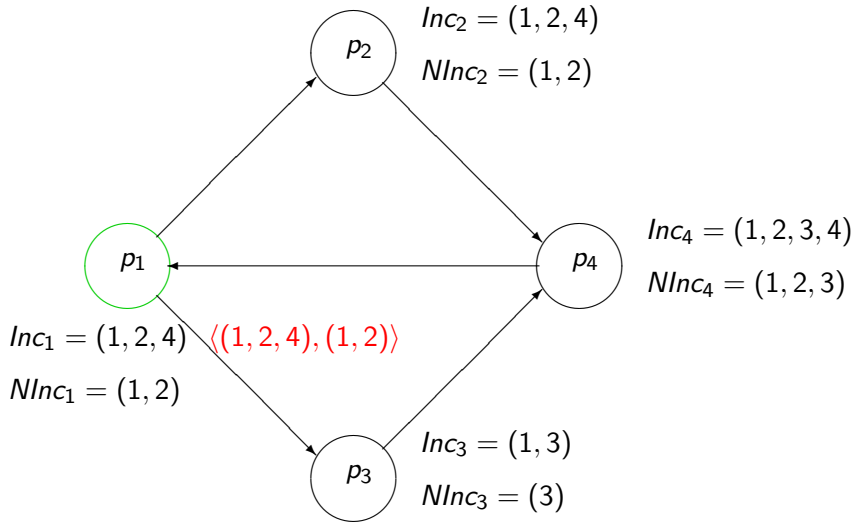 p₂
Inc₂ = (1, 2, 4)
NInc₂ = (1, 2)
p₁
p₄
Inc₄ = (1, 2, 3, 4)
NInc₄ = (1, 2, 3)
Inc₁ = (1, 2, 4)
⟨(1, 2, 4), (1, 2)⟩
NInc₁ = (1, 2)
p₃
Inc₃ = (1, 3)
NInc₃ = (3)